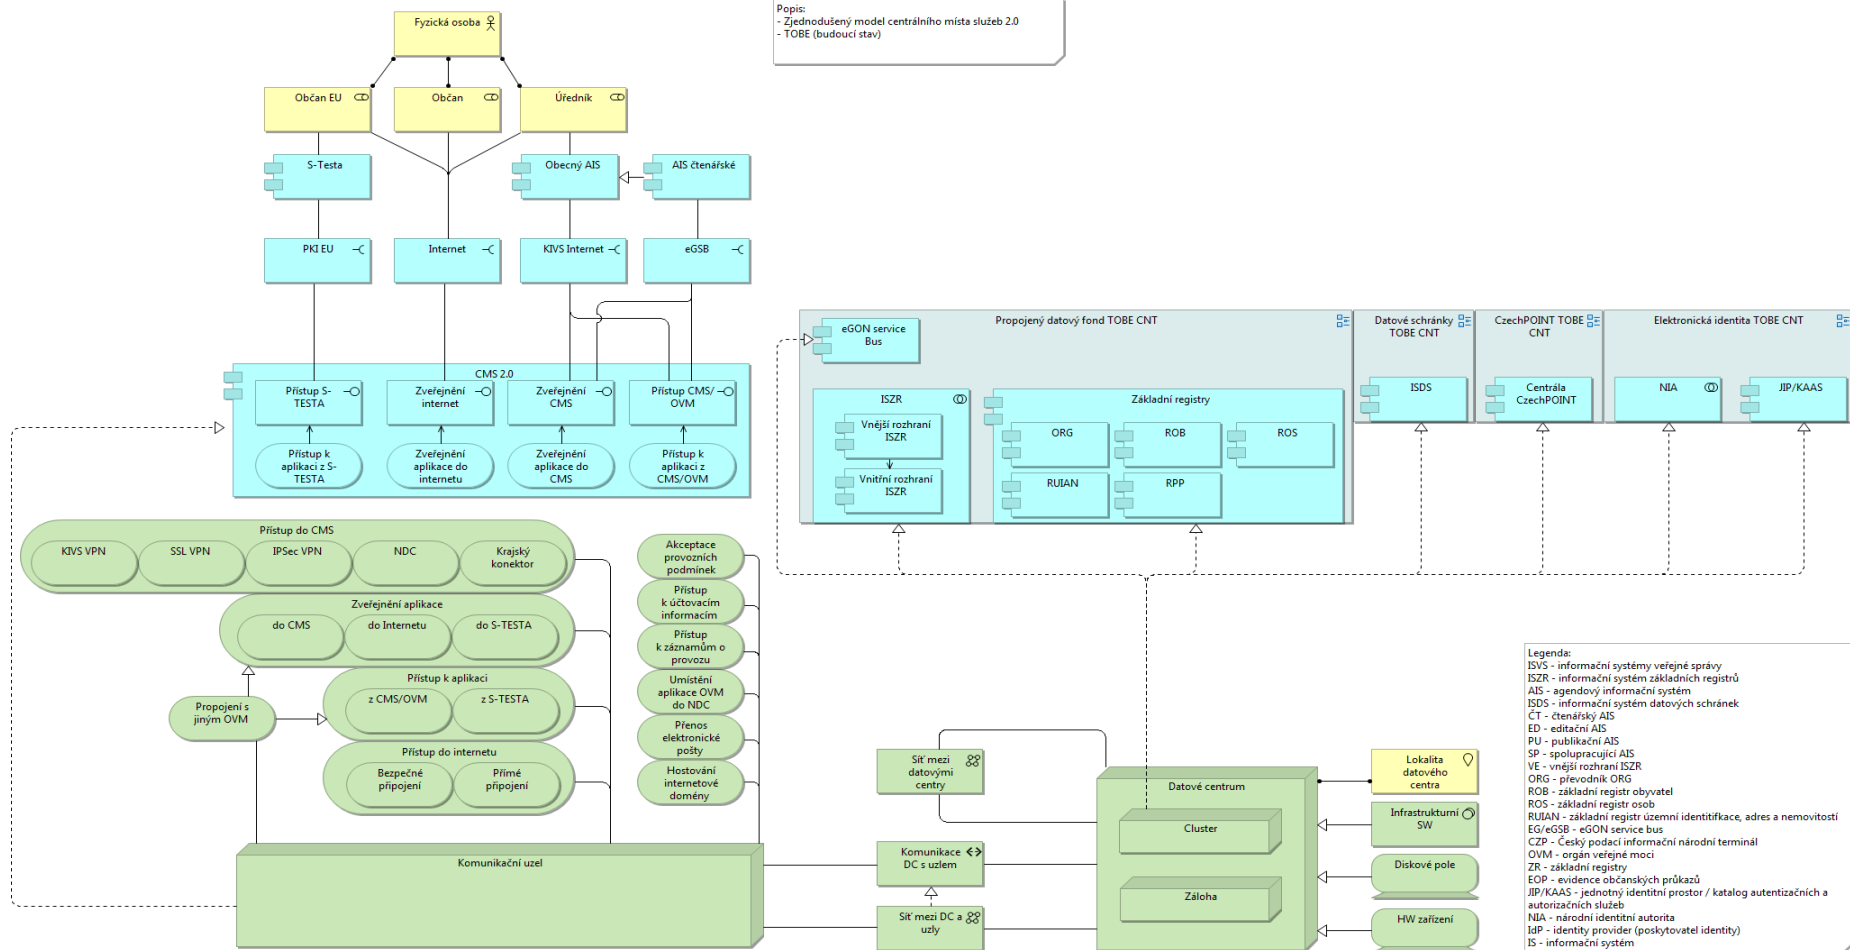 Popis:
- Zjednodušený model centrálního místa služeb 2.0
- TOBE (budoucí stav)
Fyzická osoba
Občan EU
Občan
Úředník
S-Testa
Obecný AIS
AIS čtenářské
PKI EU
Internet
KIVS Internet
eGSB
CMS 2.0
Přístup S-
TESTA
Zveřejnění
internet
Zveřejnění
CMS
Přístup CMS/
OVM
Přístup k
aplikaci z S-
TESTA
Zveřejnění
aplikace do
internetu
Zveřejnění
aplikace do
CMS
Přístup k
aplikaci z
CMS/OVM
Propojený datový fond TOBE CNT
eGON service
Bus
ISZR
Vnější rozhraní
ISZR
Vnitřní rozhraní
ISZR
Základní registry
ORG
ROB
ROS
RUIAN
RPP
Datové schránky
TOBE CNT
ISDS
CzechPOINT TOBE
CNT
Centrála
CzechPOINT
Elektronická identita TOBE CNT
NIA
JIP/KAAS
Přístup do CMS
KIVS VPN
SSL VPN
IPSec VPN
NDC
Krajský
konektor
Zveřejnění aplikace
do CMS
do Internetu
do S-TESTA
Přístup k aplikaci
z CMS/OVM
z S-TESTA
Propojení s
jiným OVM
Přístup do internetu
Bezpečné
připojení
Přímé
připojení
Akceptace
provozních
podmínek
Přístup
k účtovacím
informacím
Přístup
k záznamům o
provozu
Umístění
aplikace OVM
do NDC
Přenos
elektronické
pošty
Hostování
internetové
domény
Komunikační uzel
Síť mezi
datovými
centry
Komunikace
DC s uzlem
Síť mezi DC a
uzly
Datové centrum
Cluster
Záloha
Lokalita
datového
centra
Infrastrukturní
SW
Diskové pole
HW zařízení
Legenda:
ISVS - informační systémy veřejné správy
ISZR - informační systém základních registrů
AIS - agendový informační systém
ISDS - informační systém datových schránek
ČT - čtenářský AIS
ED - editační AIS
PU - publikační AIS
SP - spolupracující AIS
VE - vnější rozhraní ISZR
ORG - převodník ORG
ROB - základní registr obyvatel
ROS - základní registr osob
RUIAN - základní registr územní identitifkace, adres a nemovitostí
EG/eGSB - eGON service bus
CZP - Český podací informační národní terminál
OVM - orgán veřejné moci
ZR - základní registry
EOP - evidence občanských průkazů
JIP/KAAS - jednotný identitní prostor / katalog autentizačních a
autorizačních služeb
NIA - národní identitní autorita
IdP - identity provider (poskytovatel identity)
IS - informační systém